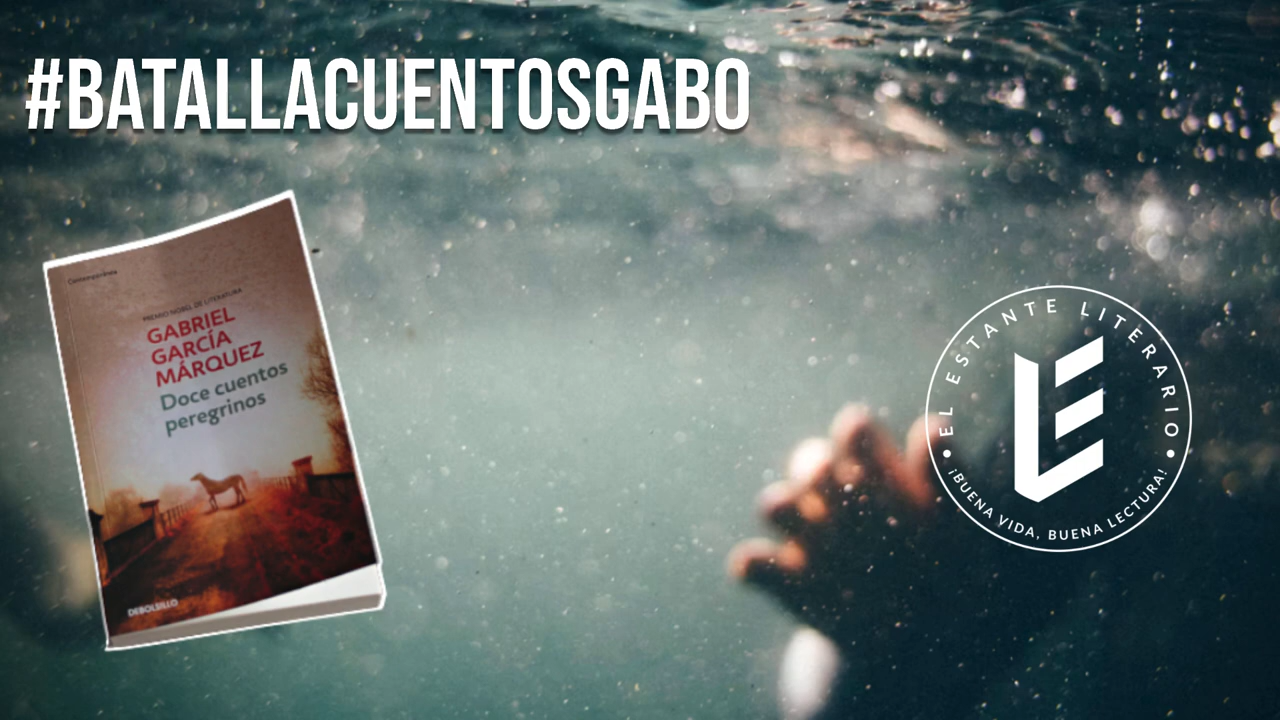 #BATALLACUENTOSGABO
Contemporánea
PREMIO NOBEL DE LITERATURA
GABRIEL
GARCÍA
MÁRQUEZ
Doce cuentos
peregrinos
DEBOLSILLO
EL ESTANTE LITERARIO
¡BUENA VIDA, BUENA LECTURA!